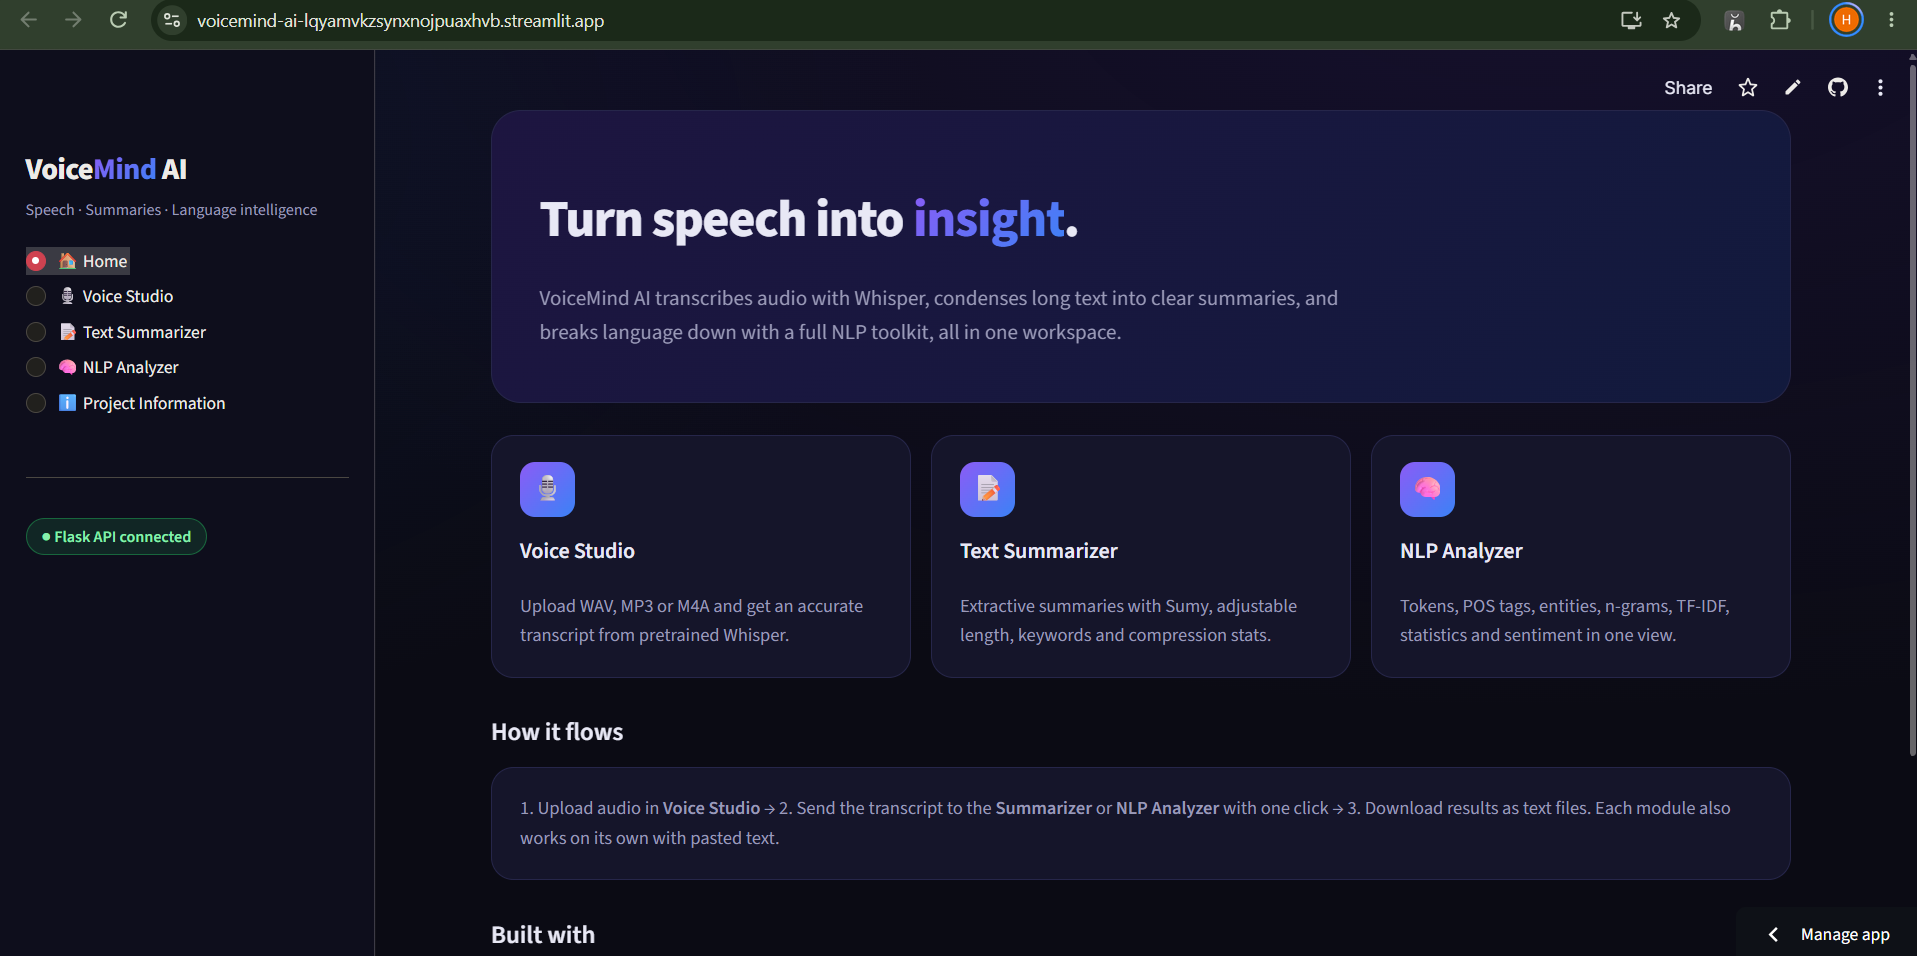 voicemind-ai-lqyamvkzsynxnojpuaxhvb.streamlit.app
H
Share
VoiceMind AI
Speech · Summaries · Language intelligence
Home
Voice Studio
Text Summarizer
NLP Analyzer
Project Information
Flask API connected
Turn speech into insight.
VoiceMind AI transcribes audio with Whisper, condenses long text into clear summaries, and
breaks language down with a full NLP toolkit, all in one workspace.
Voice Studio
Upload WAV, MP3 or M4A and get an accurate
transcript from pretrained Whisper.
Text Summarizer
Extractive summaries with Sumy, adjustable
length, keywords and compression stats.
NLP Analyzer
Tokens, POS tags, entities, n-grams, TF-IDF,
statistics and sentiment in one view.
How it flows
1. Upload audio in Voice Studio → 2. Send the transcript to the Summarizer or NLP Analyzer with one click → 3. Download results as text files. Each module also
works on its own with pasted text.
Built with
Manage app